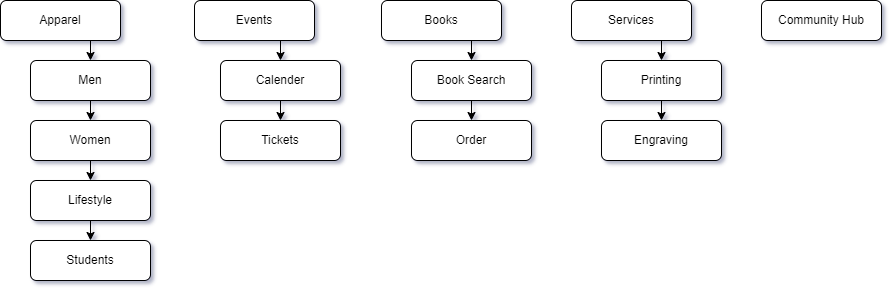 Apparel
Events
Books
Services
Community Hub
Men
Calender
Book Search
Printing
Women
Tickets
Order
Engraving
Lifestyle
Students